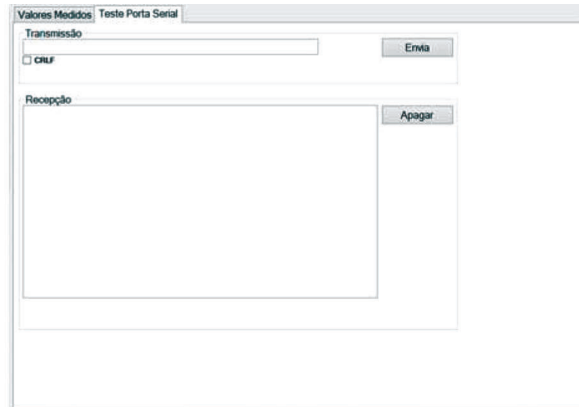 Valores Medidos Teste Porta Serial
Transmissão
Envia
CRLF
Recepção
Apagar